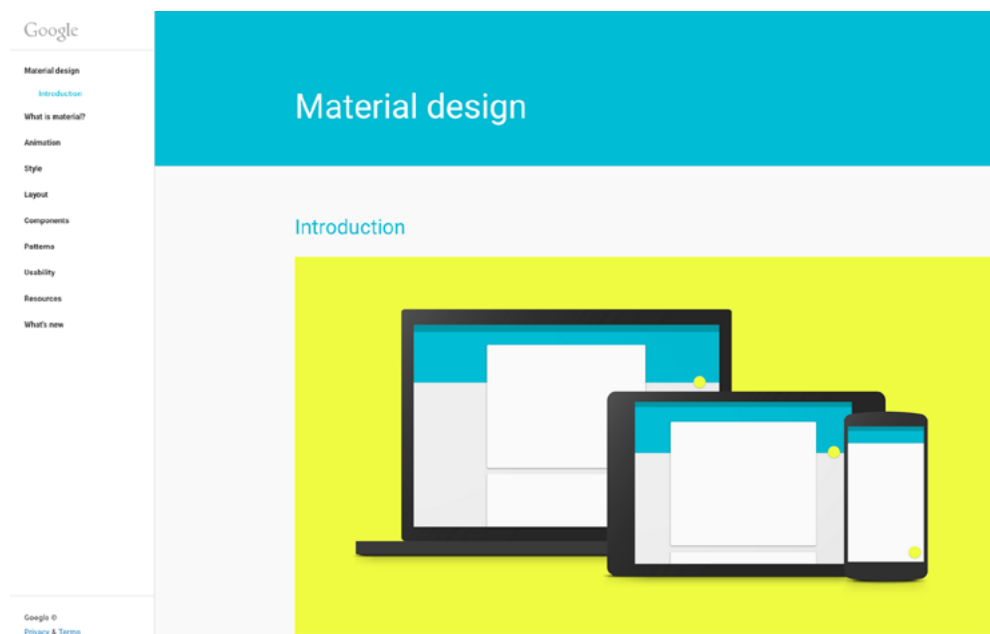 Google
Material design
Introduction
What is material?
Animation
Style
Layout
Components
Patterns
Usability
Resources
What's new
Google ©
Privacy & Terms
Material design
Introduction